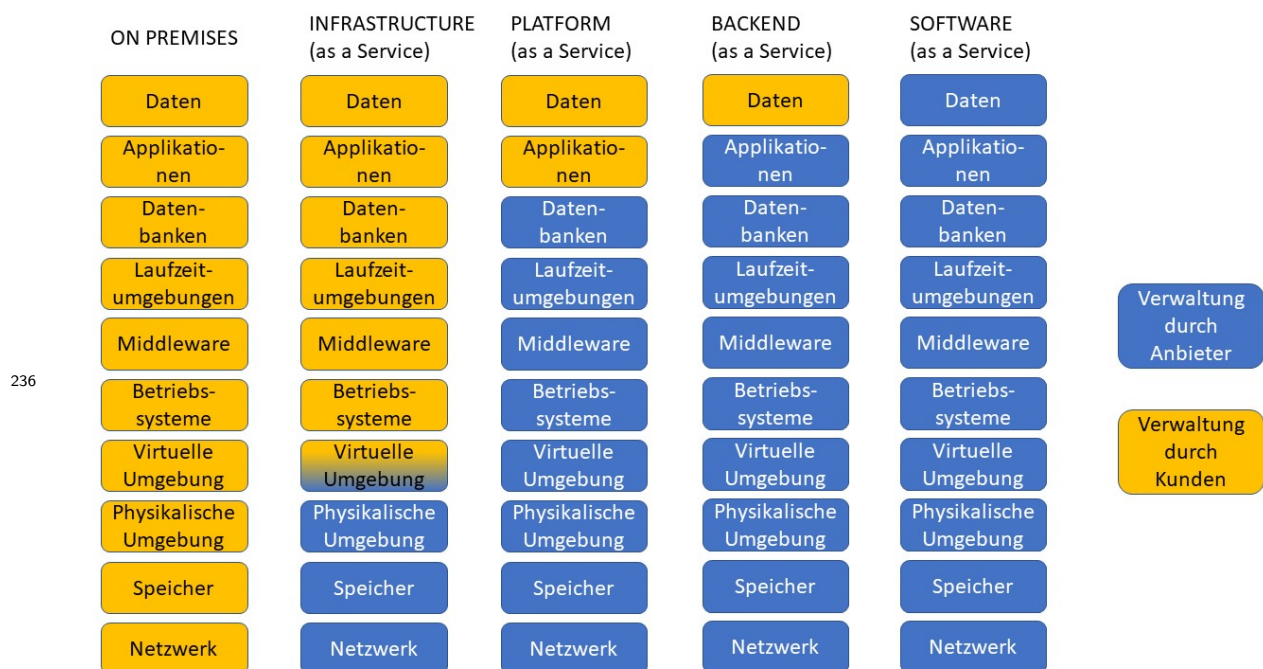 ON PREMISES
INFRASTRUCTURE
(as a Service)
PLATFORM
(as a Service)
BACKEND
(as a Service)
SOFTWARE
(as a Service)
Daten
Daten
Daten
Daten
Daten
Applikatio-
nen
Applikatio-
nen
Applikatio-
nen
Applikatio-
nen
Applikatio-
nen
Daten-
banken
Daten-
banken
Daten-
banken
Daten-
banken
Daten-
banken
Laufzeit-
umgebungen
Laufzeit-
umgebungen
Laufzeit-
umgebungen
Laufzeit-
umgebungen
Laufzeit-
umgebungen
Middleware
Middleware
Middleware
Middleware
Middleware
236
Betriebs-
systeme
Betriebs-
systeme
Betriebs-
systeme
Betriebs-
systeme
Betriebs-
systeme
Virtuelle
Umgebung
Virtuelle
Umgebung
Virtuelle
Umgebung
Virtuelle
Umgebung
Virtuelle
Umgebung
Physikalische
Umgebung
Physikalische
Umgebung
Physikalische
Umgebung
Physikalische
Umgebung
Physikalische
Umgebung
Speicher
Speicher
Speicher
Speicher
Speicher
Netzwerk
Netzwerk
Netzwerk
Netzwerk
Netzwerk
Verwaltung
durch
Anbieter
Verwaltung
durch
Kunden